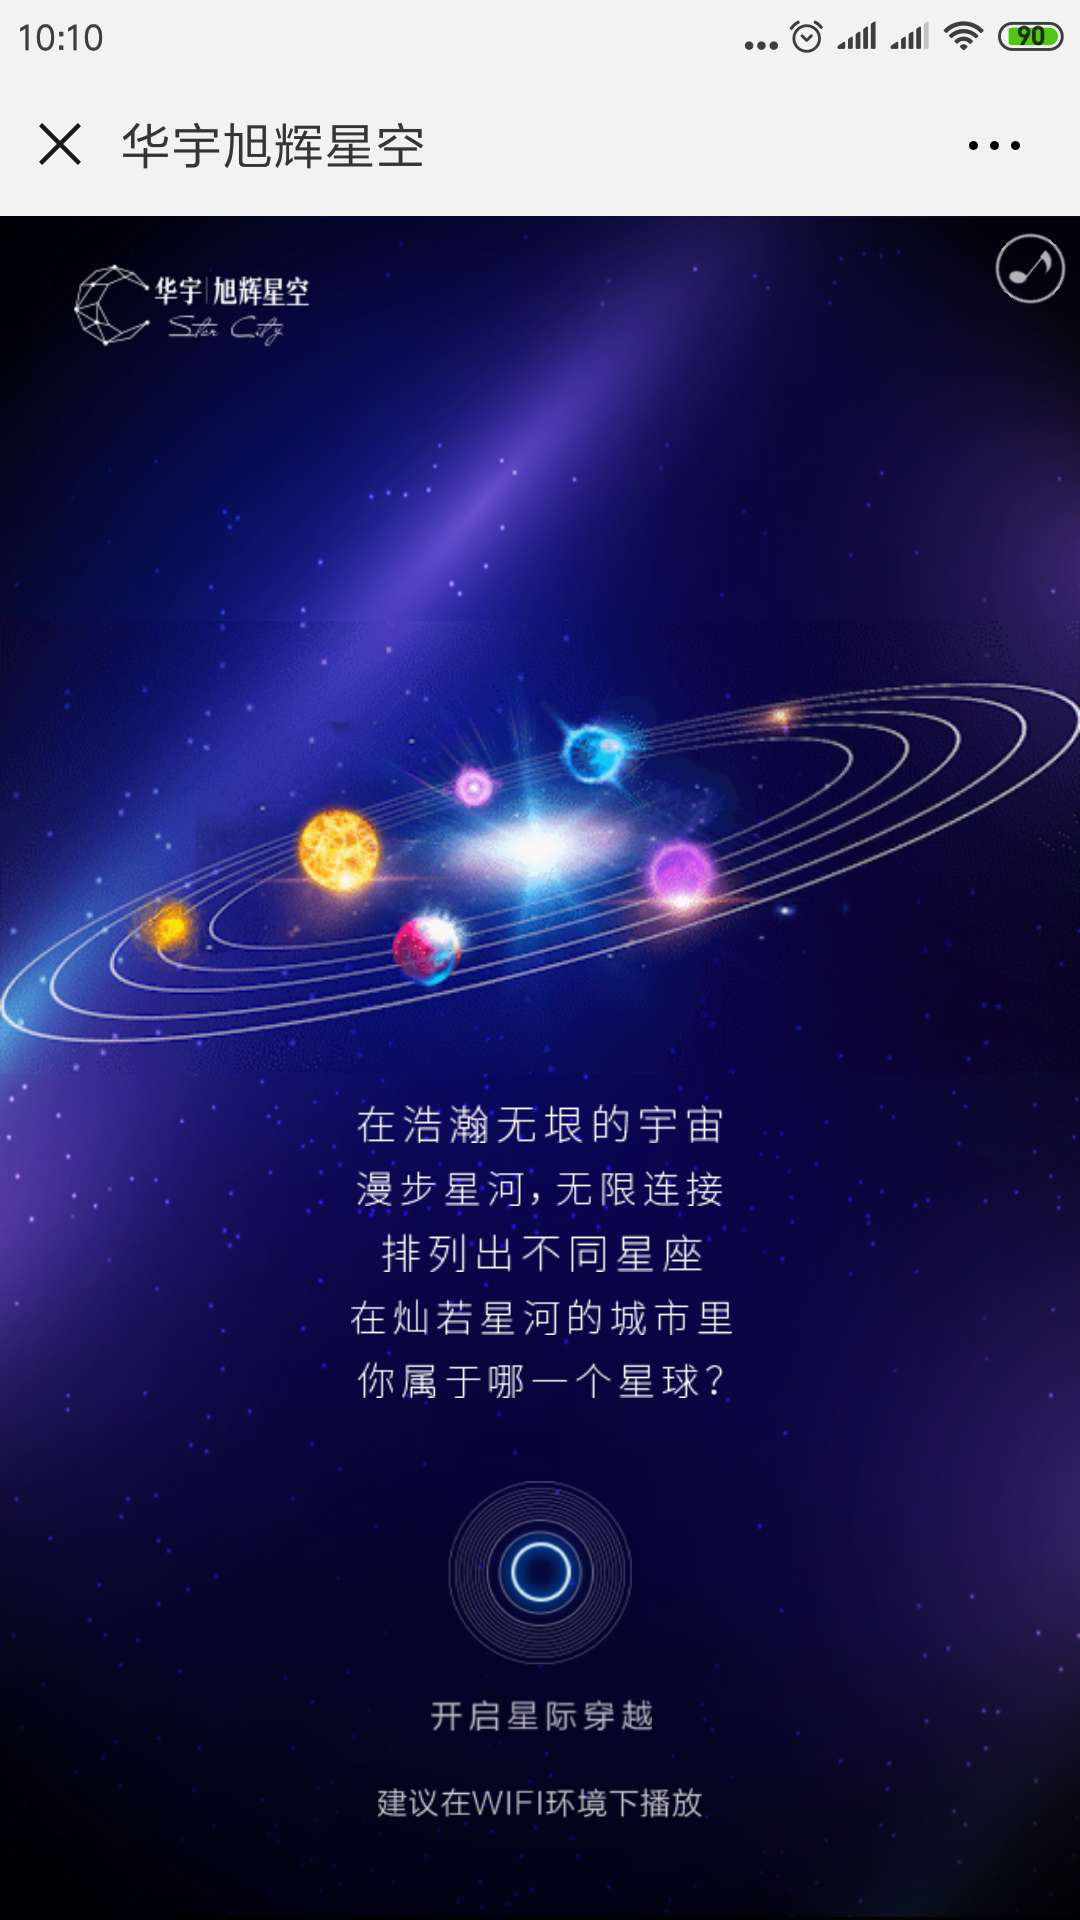 10:10
90
华宇旭辉星空
华宇|旭辉星空
Star City
在浩瀚无垠的宇宙
漫步星河，无限连接
排列出不同星座
在灿若星河的城市里
你属于哪一个星球？
开启星际穿越
建议在WIFI环境下播放